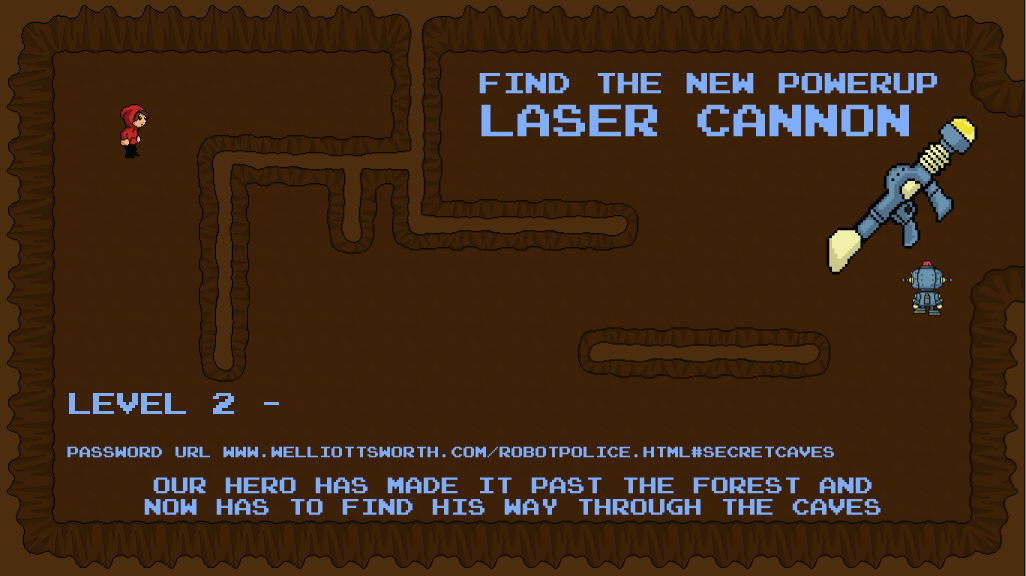 FIND THE NEW POWERUP
LASER CANNON
LEVEL 2 -
PASSWORD URL WWW.WELLIOTTSWORTH.COM/ROBOTPOLICE.HTML#SECRETCAVES
OUR HERO HAS MADE IT PAST THE FOREST AND
NOW HAS TO FIND HIS WAY THROUGH THE CAVES